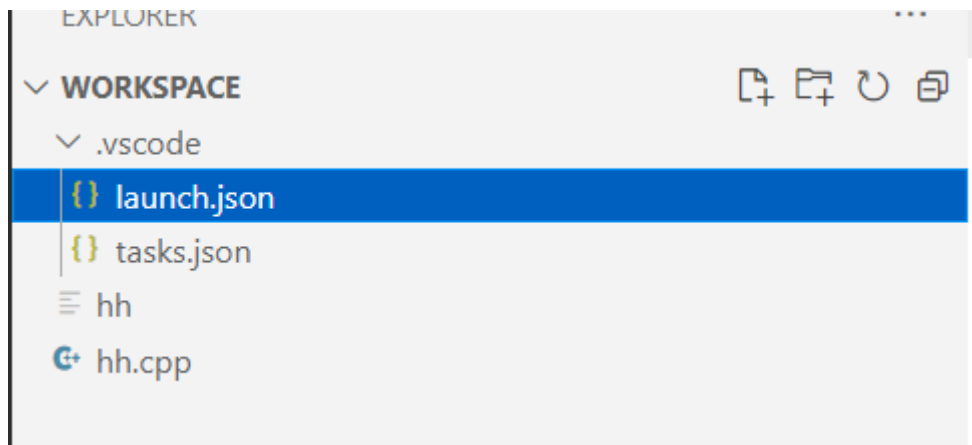 EXPLORER
WORKSPACE
.vscode
{} launch.json
{} tasks.json
hh
hh.cpp